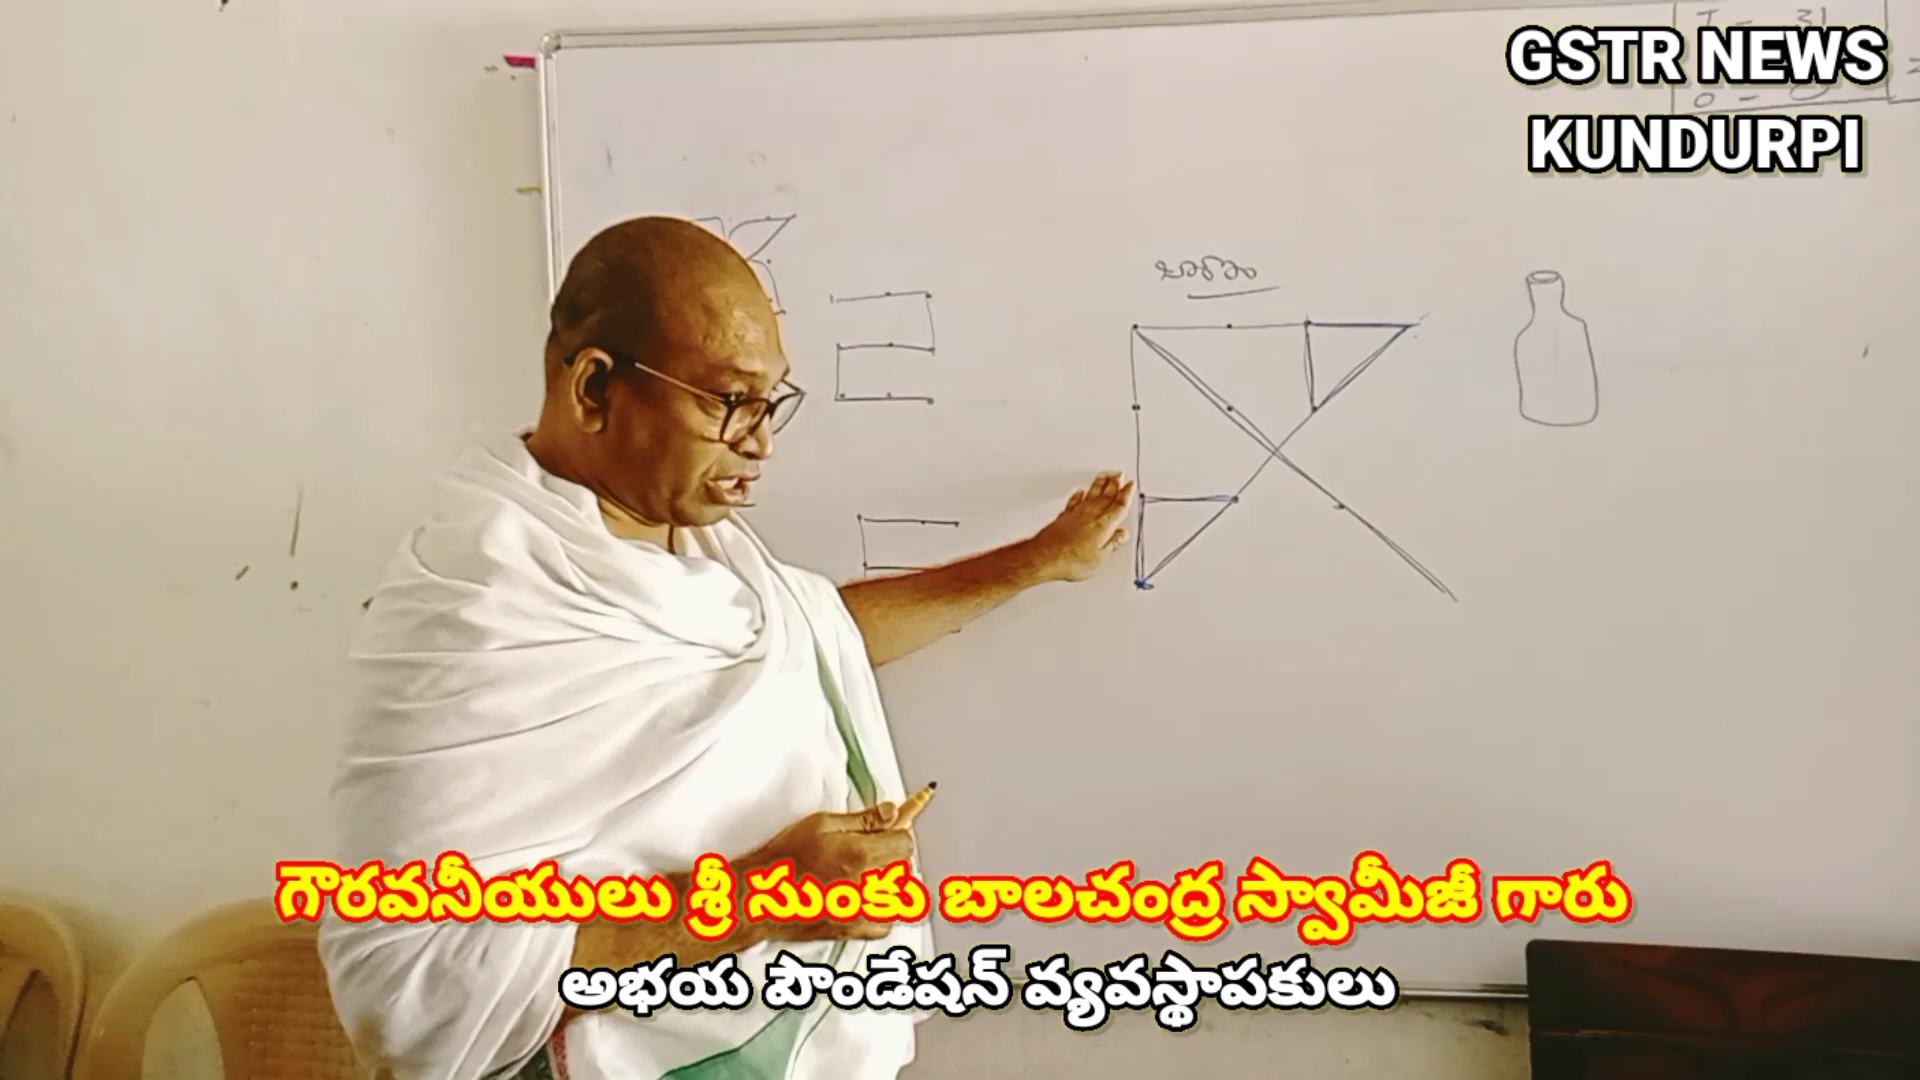 GSTR NEWS
KUNDURPI
బాణం
గౌరవనీయులు శ్రీ సుంకు బాలచంద్ర స్వామీజీ గారు
అభయ ఫౌండేషన్ వ్యవస్థాపకులు